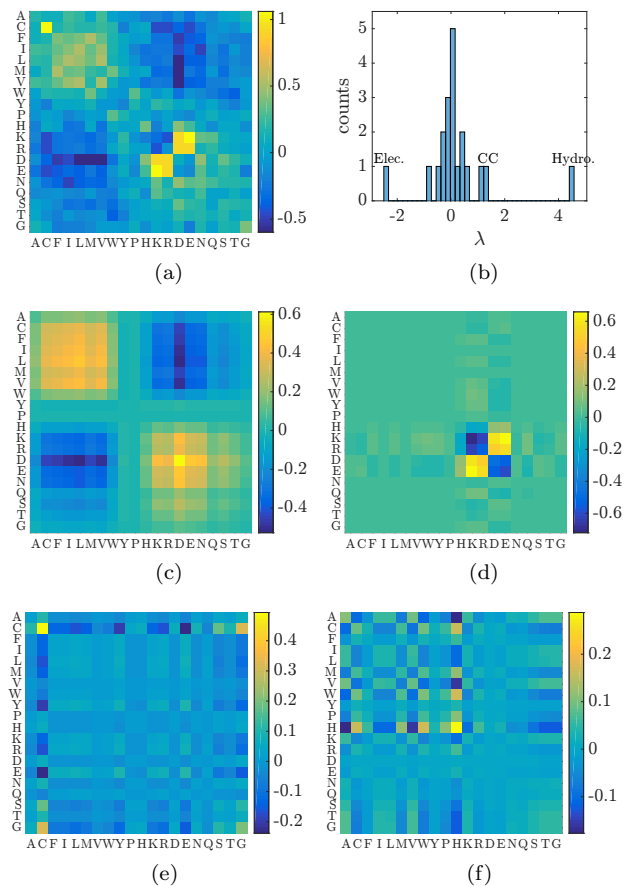 A
C
F
I
L
M
V
W
Y
P
H
K
R
D
E
N
Q
S
T
G
A C F I L M V W Y P H K R D E N Q S T G
1
0.5
0
-0.5
(a)
counts
5
4
3
2
1
0
Elec.
CC
Hydro.
-2 0 2 4
λ
(b)
A
C
F
I
L
M
V
W
Y
P
H
K
R
D
E
N
Q
S
T
G
A C F I L M V W Y P H K R D E N Q S T G
0.6
0.4
0.2
0
-0.2
-0.4
(c)
A
C
F
I
L
M
V
W
Y
P
H
K
R
D
E
N
Q
S
T
G
A C F I L M V W Y P H K R D E N Q S T G
0.6
0.4
0.2
0
-0.2
-0.4
-0.6
(d)
A
C
F
I
L
M
V
W
Y
P
H
K
R
D
E
N
Q
S
T
G
A C F I L M V W Y P H K R D E N Q S T G
0.4
0.3
0.2
0.1
0
-0.1
-0.2
(e)
A
C
F
I
L
M
V
W
Y
P
H
K
R
D
E
N
Q
S
T
G
A C F I L M V W Y P H K R D E N Q S T G
0.2
0.1
0
-0.1
(f)